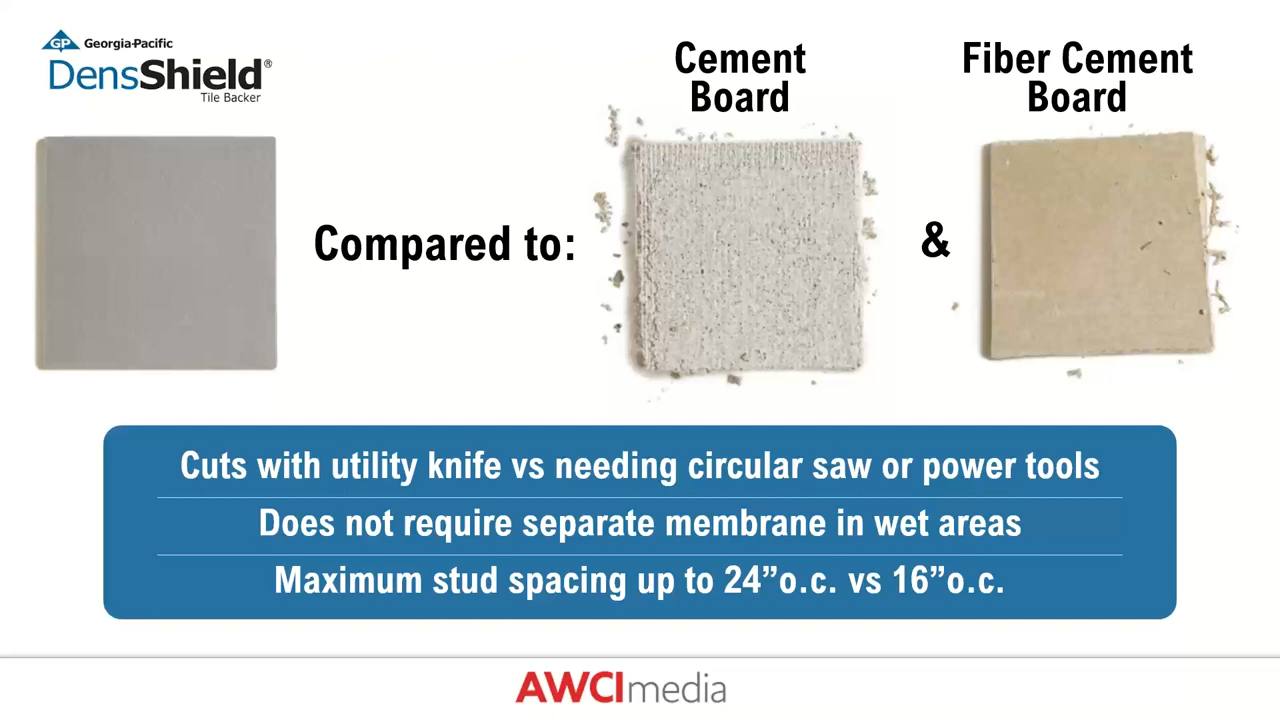 GP Georgia-Pacific
DensShield®
Tile Backer
Cement
Board
Fiber Cement
Board
Compared to:
&
Cuts with utility knife vs needing circular saw or power tools
Does not require separate membrane in wet areas
Maximum stud spacing up to 24”o.c. vs 16”o.c.
AWCImedia